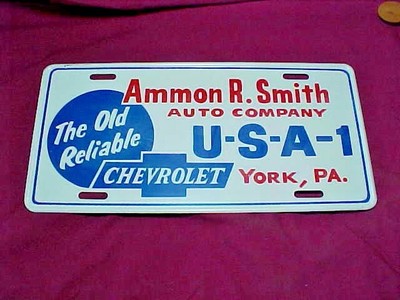 Ammon R. Smith
AUTO COMPANY
The Old
Reliable
U-S-A-1
CHEVROLET
YORK, PA.